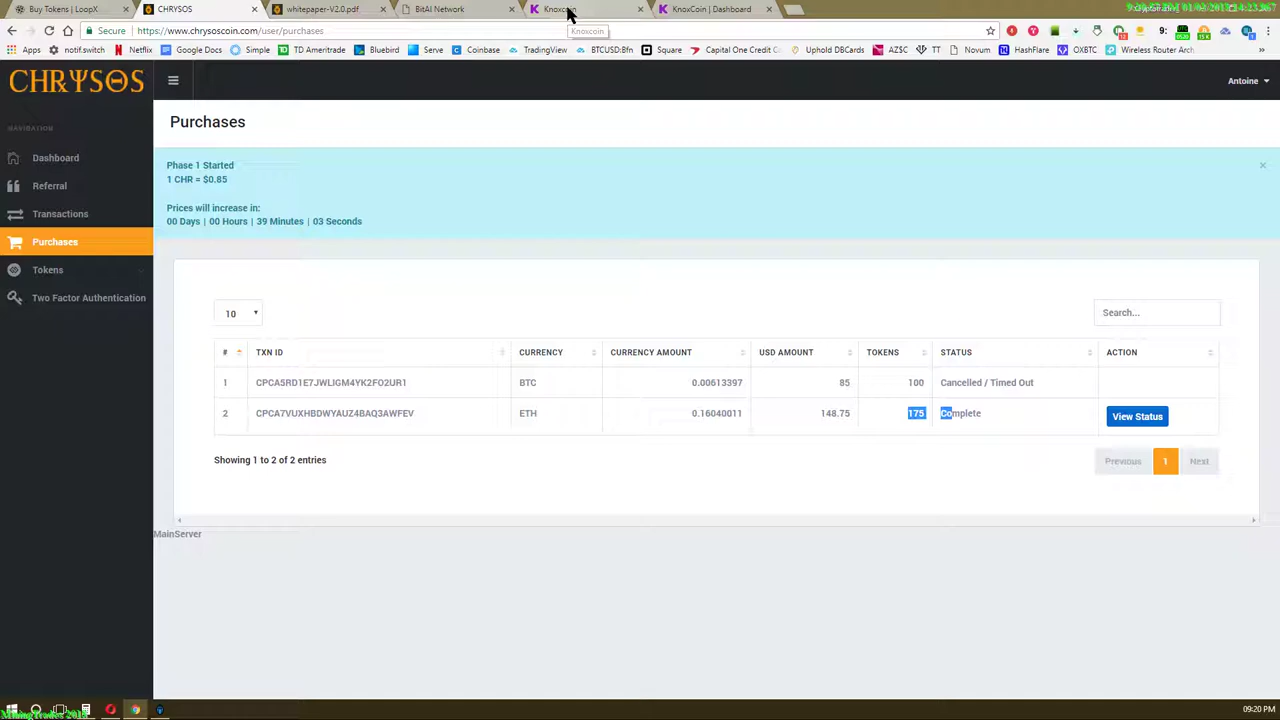 Buy Tokens | LoopX
CHRYSOS
whitepaper-V2.0.pdf
BitAI Network
Knoxcoin
KnoxCoin | Dashboard
Secure
https://www.chrysoscoin.com/user/purchases
Knoxcoin
Apps
notif.switch
Netflix
Google Docs
Simple
TD Ameritrade
Bluebird
Serve
Coinbase
TradingView
BTCUSD:Bfn
Square
Capital One Credit C
Upload DBCards
AZ$C
TT
Novum
HashFlare
OXBTC
Wireless Router Arch
CHRYSOS
Antoine
NAVIGATION
Dashboard
Referral
Transactions
Purchases
Tokens
Two Factor Authentication
Purchases
Phase 1 Started
1 CHR = $0.85
Prices will increase in:
00 Days | 00 Hours | 39 Minutes | 03 Seconds
10
Search...
# TXN ID CURRENCY CURRENCY AMOUNT USD AMOUNT TOKENS STATUS ACTION
1 CPCA5RD1E7JWLIGM4YK2FO2UR1 BTC 0.00613397 85 100 Cancelled / Timed Out
2 CPCA7VUXHBDWYAUZ4BAQ3AWFEV ETH 0.16040011 148.75 175 Complete View Status
Showing 1 to 2 of 2 entries
Previous 1 Next
MainServer
09:20 PM